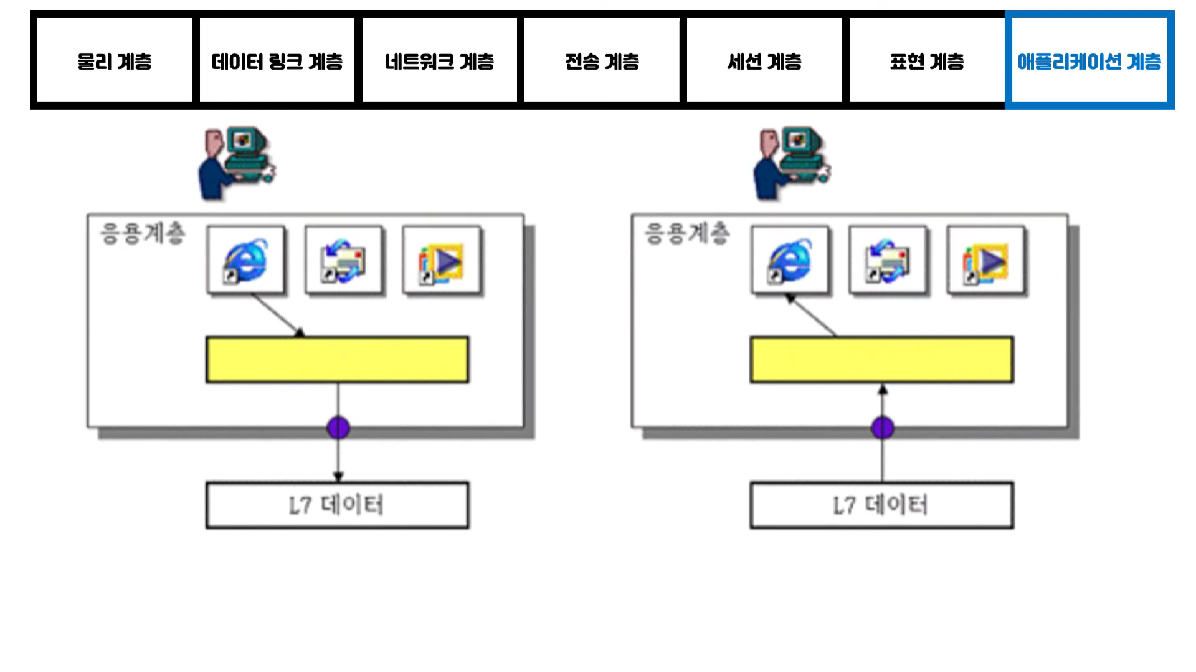 물리 계층
데이터 링크 계층
네트워크 계층
전송 계층
세션 계층
표현 계층
애플리케이션 계층
응용계층
응용계층
L7 데이터
L7 데이터